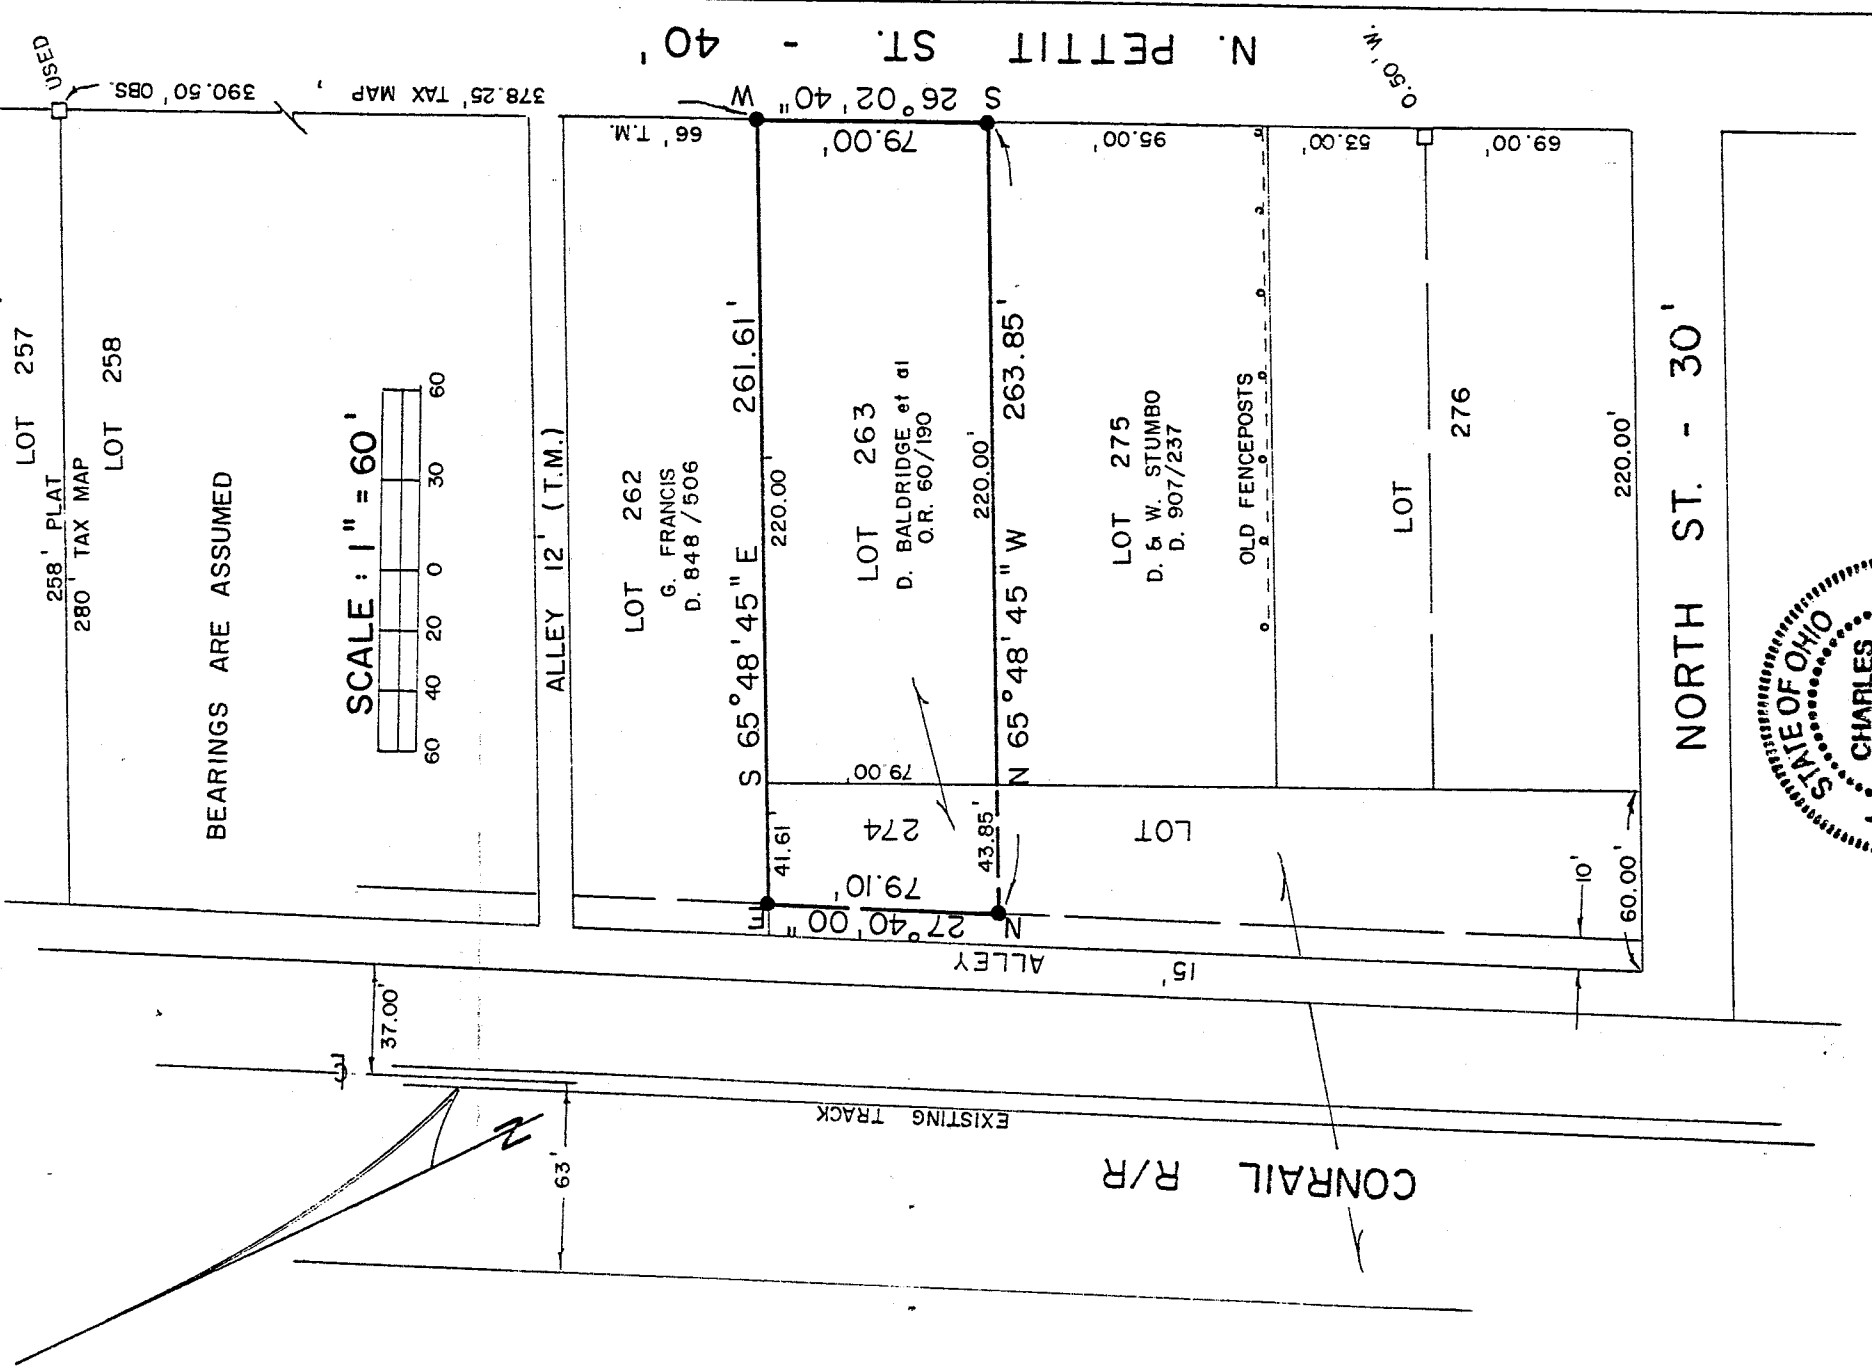 N. PETTIT ST. - 40'
USED
390.50' OBS.
378.25' TAX MAP
0.50' W.
S 26°02'40" W
79.00'
66' T.M.
95.00'
53.00'
69.00'
LOT 257
258' PLAT
280' TAX MAP
LOT 258
BEARINGS ARE ASSUMED
SCALE : 1" = 60'
60 40 20 0 30 60
ALLEY 12' (T.M.)
LOT 262
G. FRANCIS
D. 848/506
S 65°48'45" E 261.61'
220.00'
41.61'
LOT 263
D. BALDRIDGE et al
O.R. 60/190
220.00'
43.85'
N 65°48'45" W 263.85'
79.00'
LOT 275
D. & W. STUMBO
D. 907/237
OLD FENCEPOSTS
LOT 276
220.00'
60.00'
10'
NORTH ST. - 30'
STATE OF OHIO
CHARLES
LOT 274
79.10'
N 27°40'00" E
15' ALLEY
37.00'
EXISTING TRACK
N
63'
CONRAIL R/R